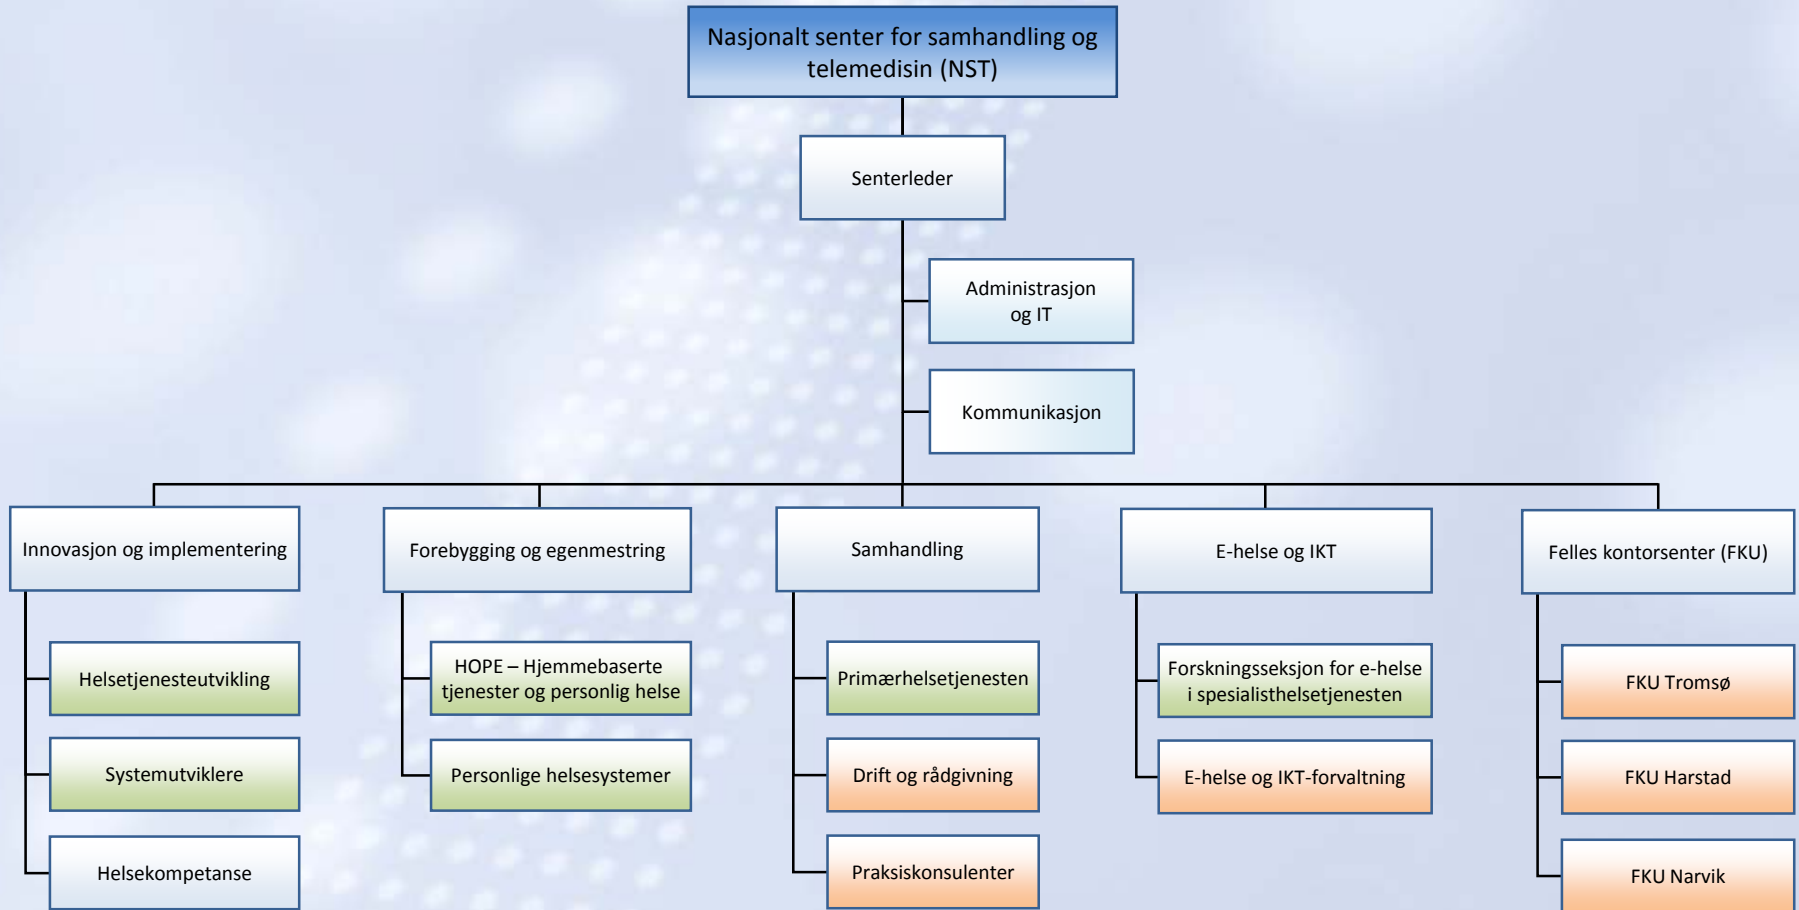 Nasjonalt senter for samhandling og
telemedisin (NST)
Senterleder
Administrasjon
og IT
Kommunikasjon
Innovasjon og implementering
Forebygging og egenmestring
Samhandling
E-helse og IKT
Felles kontorsenter (FKU)
Helsetjenesteutvikling
Systemutviklere
Helsekompetanse
HOPE – Hjemmebaserte
tjenester og personlig helse
Personlige helsesystemer
Primærhelsetjenesten
Drift og rådgivning
Praksiskonsulenter
Forskningsseksjon for e-helse
i spesialisthelsetjenesten
E-helse og IKT-forvaltning
FKU Tromsø
FKU Harstad
FKU Narvik